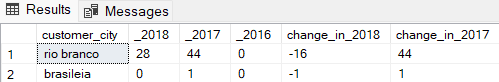 Results Messages
customer_city _2018 _2017 _2016 change_in_2018 change_in_2017
1 rio branco 28 44 0 -16 44
2 brasileia 0 1 0 -1 1